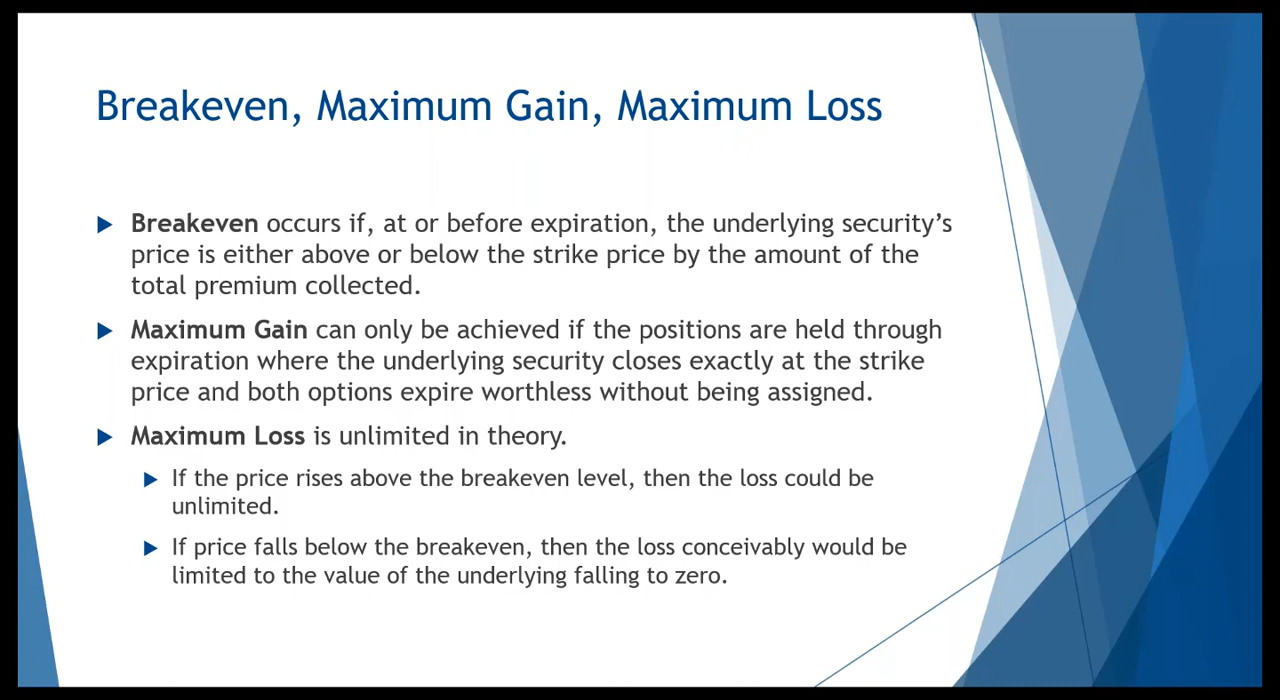 Breakeven, Maximum Gain, Maximum Loss
Breakeven occurs if, at or before expiration, the underlying security’s
price is either above or below the strike price by the amount of the
total premium collected.
Maximum Gain can only be achieved if the positions are held through
expiration where the underlying security closes exactly at the strike
price and both options expire worthless without being assigned.
Maximum Loss is unlimited in theory.
If the price rises above the breakeven level, then the loss could be
unlimited.
If price falls below the breakeven, then the loss conceivably would be
limited to the value of the underlying falling to zero.